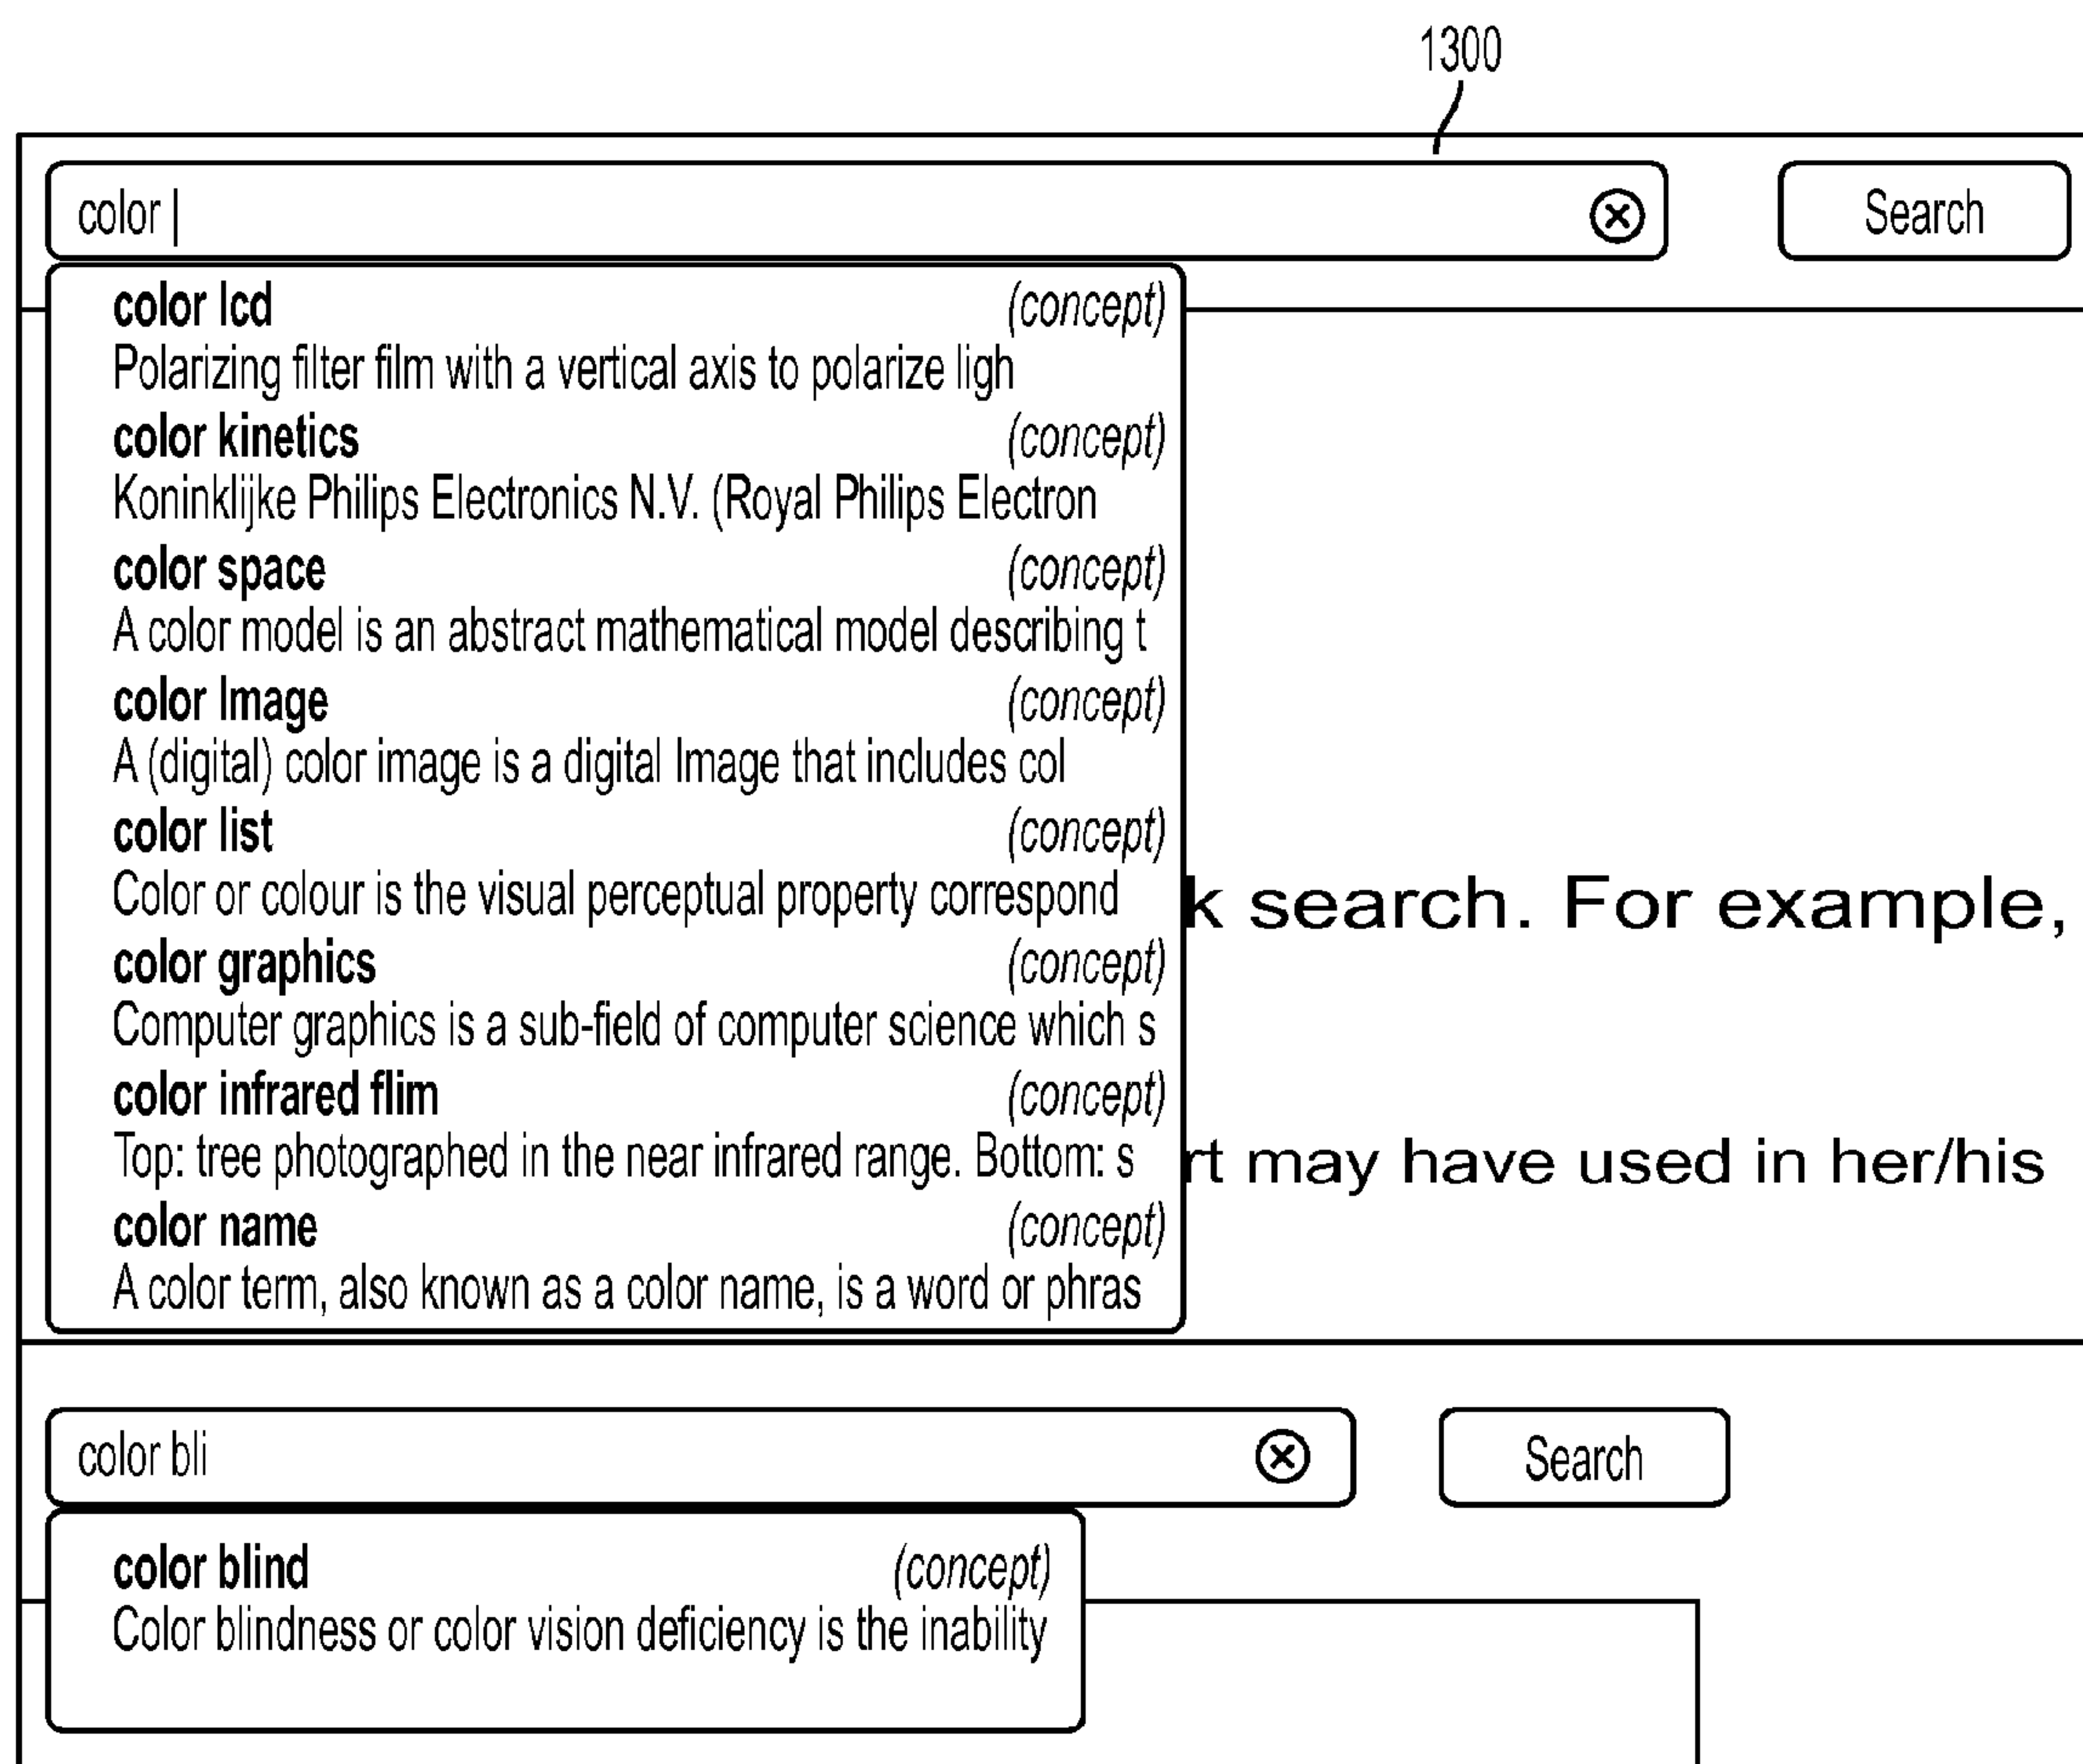 1300
color Search
color lcd (concept)
Polarizing filter film with a vertical axis to polarize ligh
color kinetics (concept)
Koninklijke Philips Electronics N.V. (Royal Philips Electron
color space (concept)
A color model is an abstract mathematical model describing t
color Image (concept)
A (digital) color image is a digital Image that includes col
color list (concept)
Color or colour is the visual perceptual property correspond
k search. For example,
color graphics (concept)
Computer graphics is a sub-field of computer science which s
color infrared flim (concept)
Top: tree photographed in the near infrared range. Bottom: s
rt may have used in her/his
color name (concept)
A color term, also known as a color name, is a word or phras
color bli Search
color blind (concept)
Color blindness or color vision deficiency is the inability